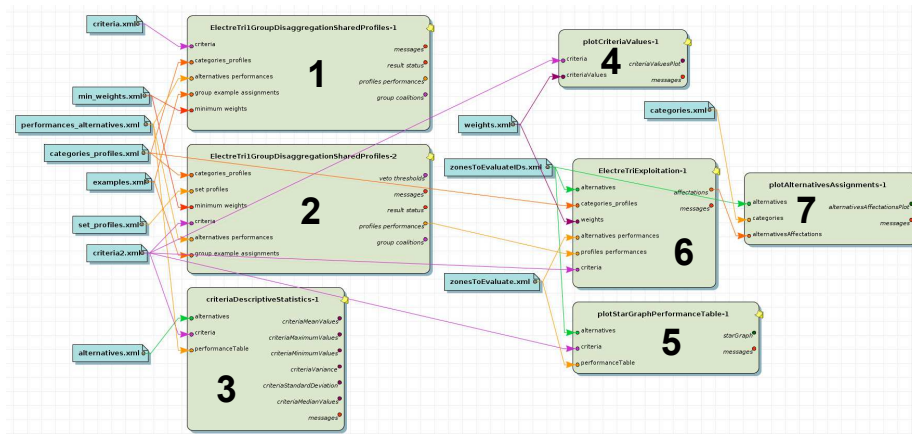 criteria.xml
min_weights.xml
performances_alternatives.xml
categories_profiles.xml
examples.xml
set_profiles.xml
criteria2.xml
alternatives.xml
ElectreTri1GroupDisaggregationSharedProfiles-1
criteria
categories_profiles
alternatives performances
group example assignments
minimum weights
1
messages
result status
profiles performances
group coalitions
ElectreTri1GroupDisaggregationSharedProfiles-2
categories_profiles
set profiles
minimum weights
criteria
alternatives performances
group example assignments
2
veto thresholds
messages
result status
profiles performances
group coalitions
criteriaDescriptiveStatistics-1
alternatives
criteria
performanceTable
3
criteriaMeanValues
criteriaMaximumValues
criteriaMinimumValues
criteriaVariance
criteriaStandardDeviation
criteriaMedianValues
messages
weights.xml
zonesToEvaluateIDs.xml
zonesToEvaluate.xml
plotCriteriaValues-1
criteria
criteriaValues
4
criteriaValuesPlot
messages
categories.xml
ElectreTriExploitation-1
alternatives
categories_profiles
weights
alternatives performances
profiles performances
criteria
6
affectations
messages
plotStarGraphPerformanceTable-1
alternatives
criteria
performanceTable
5
starGraph
messages
plotAlternativesAssignments-1
alternatives
categories
alternativesAffectations
7
alternativesAffectationsPlot
messages